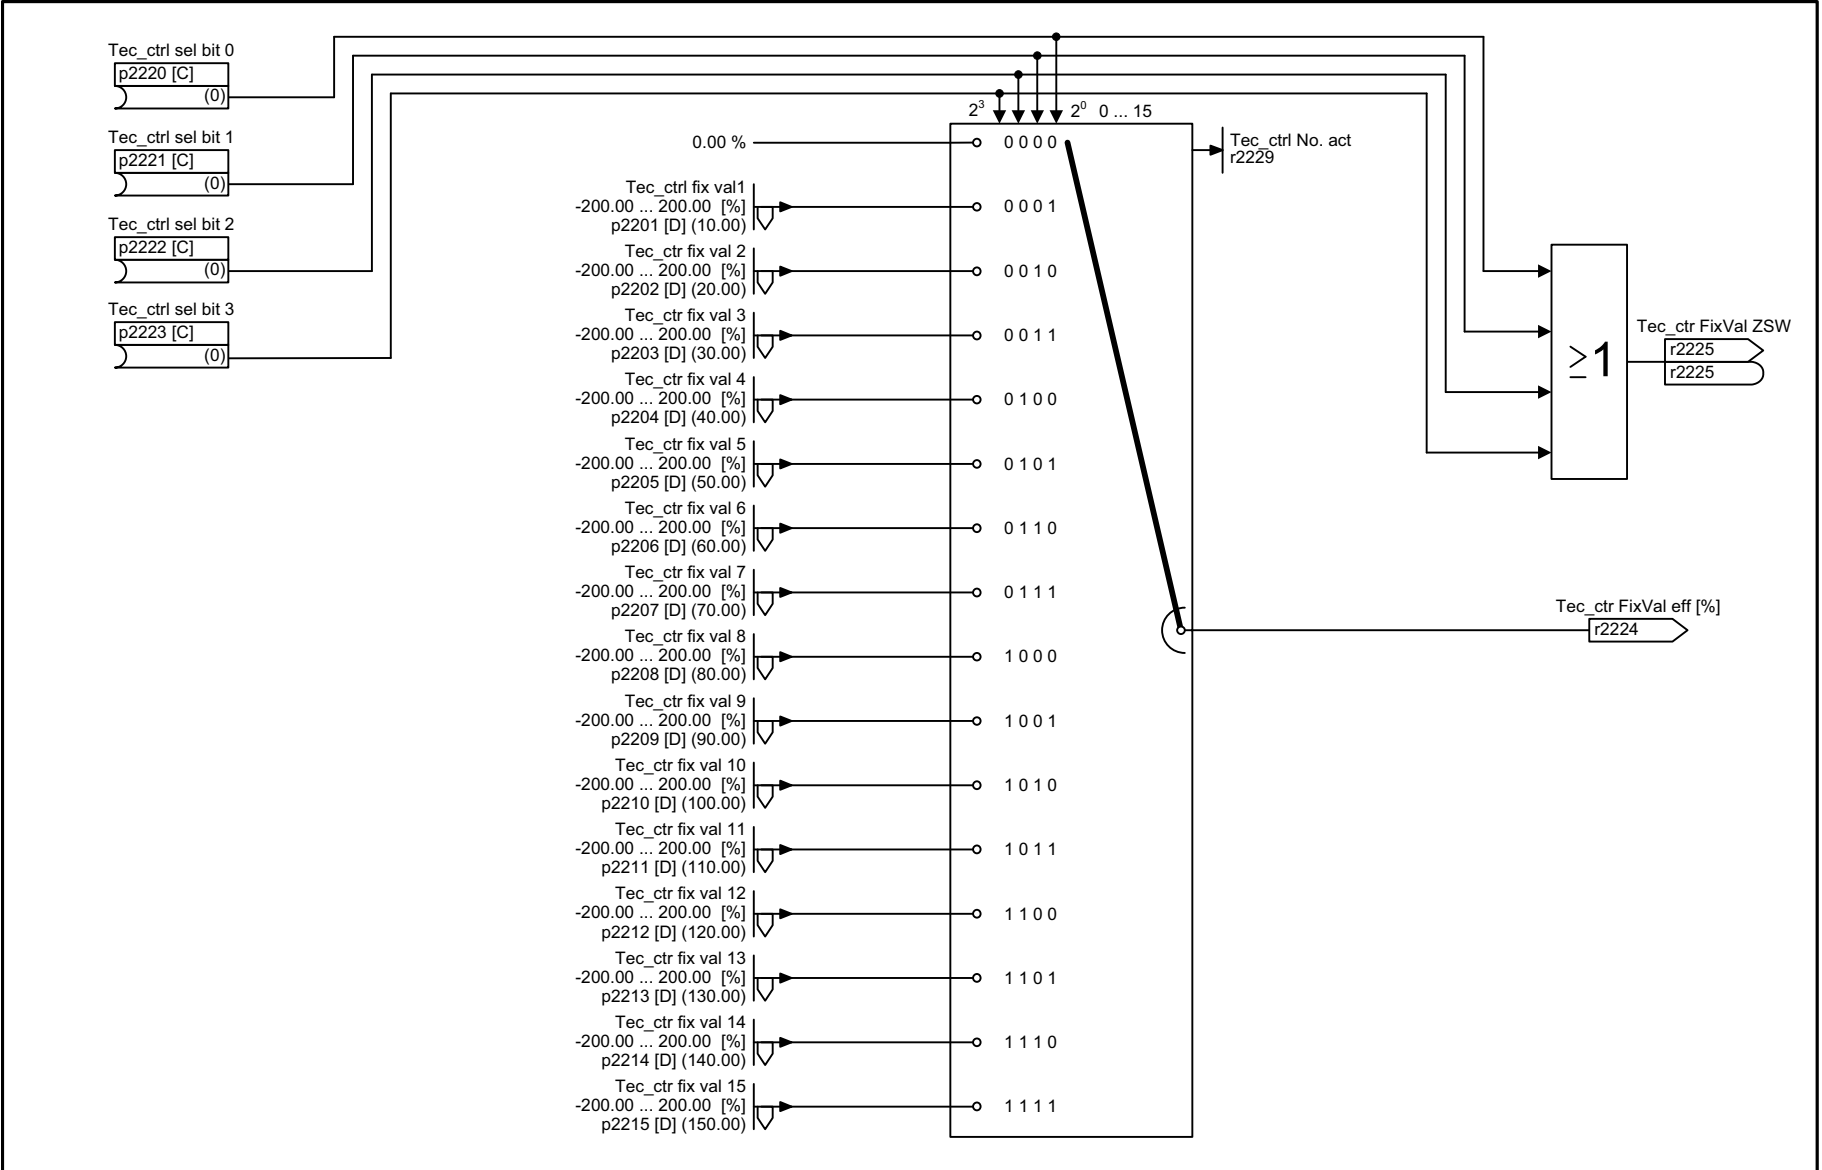 Tec_ctrl sel bit 0
p2220 [C]
(0)
Tec_ctrl sel bit 1
p2221 [C]
(0)
Tec_ctrl sel bit 2
p2222 [C]
(0)
Tec_ctrl sel bit 3
p2223 [C]
(0)
2³ 2⁰ 0 ... 15
0.00 % 0 0 0 0
Tec_ctrl No. act
r2229
Tec_ctrl fix val1
-200.00 ... 200.00 [%] 0 0 0 1
p2201 [D] (10.00)
Tec_ctr fix val 2
-200.00 ... 200.00 [%] 0 0 1 0
p2202 [D] (20.00)
Tec_ctr fix val 3
-200.00 ... 200.00 [%] 0 0 1 1
p2203 [D] (30.00)
Tec_ctr fix val 4
-200.00 ... 200.00 [%] 0 1 0 0
p2204 [D] (40.00)
Tec_ctr fix val 5
-200.00 ... 200.00 [%] 0 1 0 1
p2205 [D] (50.00)
Tec_ctr fix val 6
-200.00 ... 200.00 [%] 0 1 1 0
p2206 [D] (60.00)
Tec_ctr fix val 7
-200.00 ... 200.00 [%] 0 1 1 1
p2207 [D] (70.00)
Tec_ctr fix val 8
-200.00 ... 200.00 [%] 1 0 0 0
p2208 [D] (80.00)
Tec_ctr fix val 9
-200.00 ... 200.00 [%] 1 0 0 1
p2209 [D] (90.00)
Tec_ctr fix val 10
-200.00 ... 200.00 [%] 1 0 1 0
p2210 [D] (100.00)
Tec_ctr fix val 11
-200.00 ... 200.00 [%] 1 0 1 1
p2211 [D] (110.00)
Tec_ctr fix val 12
-200.00 ... 200.00 [%] 1 1 0 0
p2212 [D] (120.00)
Tec_ctr fix val 13
-200.00 ... 200.00 [%] 1 1 0 1
p2213 [D] (130.00)
Tec_ctr fix val 14
-200.00 ... 200.00 [%] 1 1 1 0
p2214 [D] (140.00)
Tec_ctr fix val 15
-200.00 ... 200.00 [%] 1 1 1 1
p2215 [D] (150.00)
≥1
Tec_ctr FixVal ZSW
r2225
r2225
Tec_ctr FixVal eff [%]
r2224